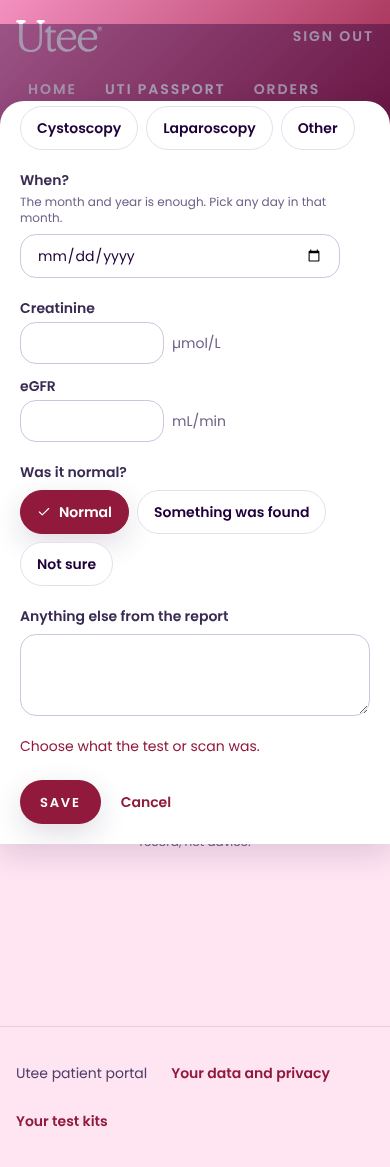 Utee®
SIGN OUT
HOME UTI PASSPORT ORDERS
Cystoscopy Laparoscopy Other
When?
The month and year is enough. Pick any day in that
month.
mm/dd/yyyy
Creatinine
µmol/L
eGFR
mL/min
Was it normal?
Normal Something was found
Not sure
Anything else from the report
Choose what the test or scan was.
SAVE Cancel
record, not advice.
Utee patient portal Your data and privacy
Your test kits